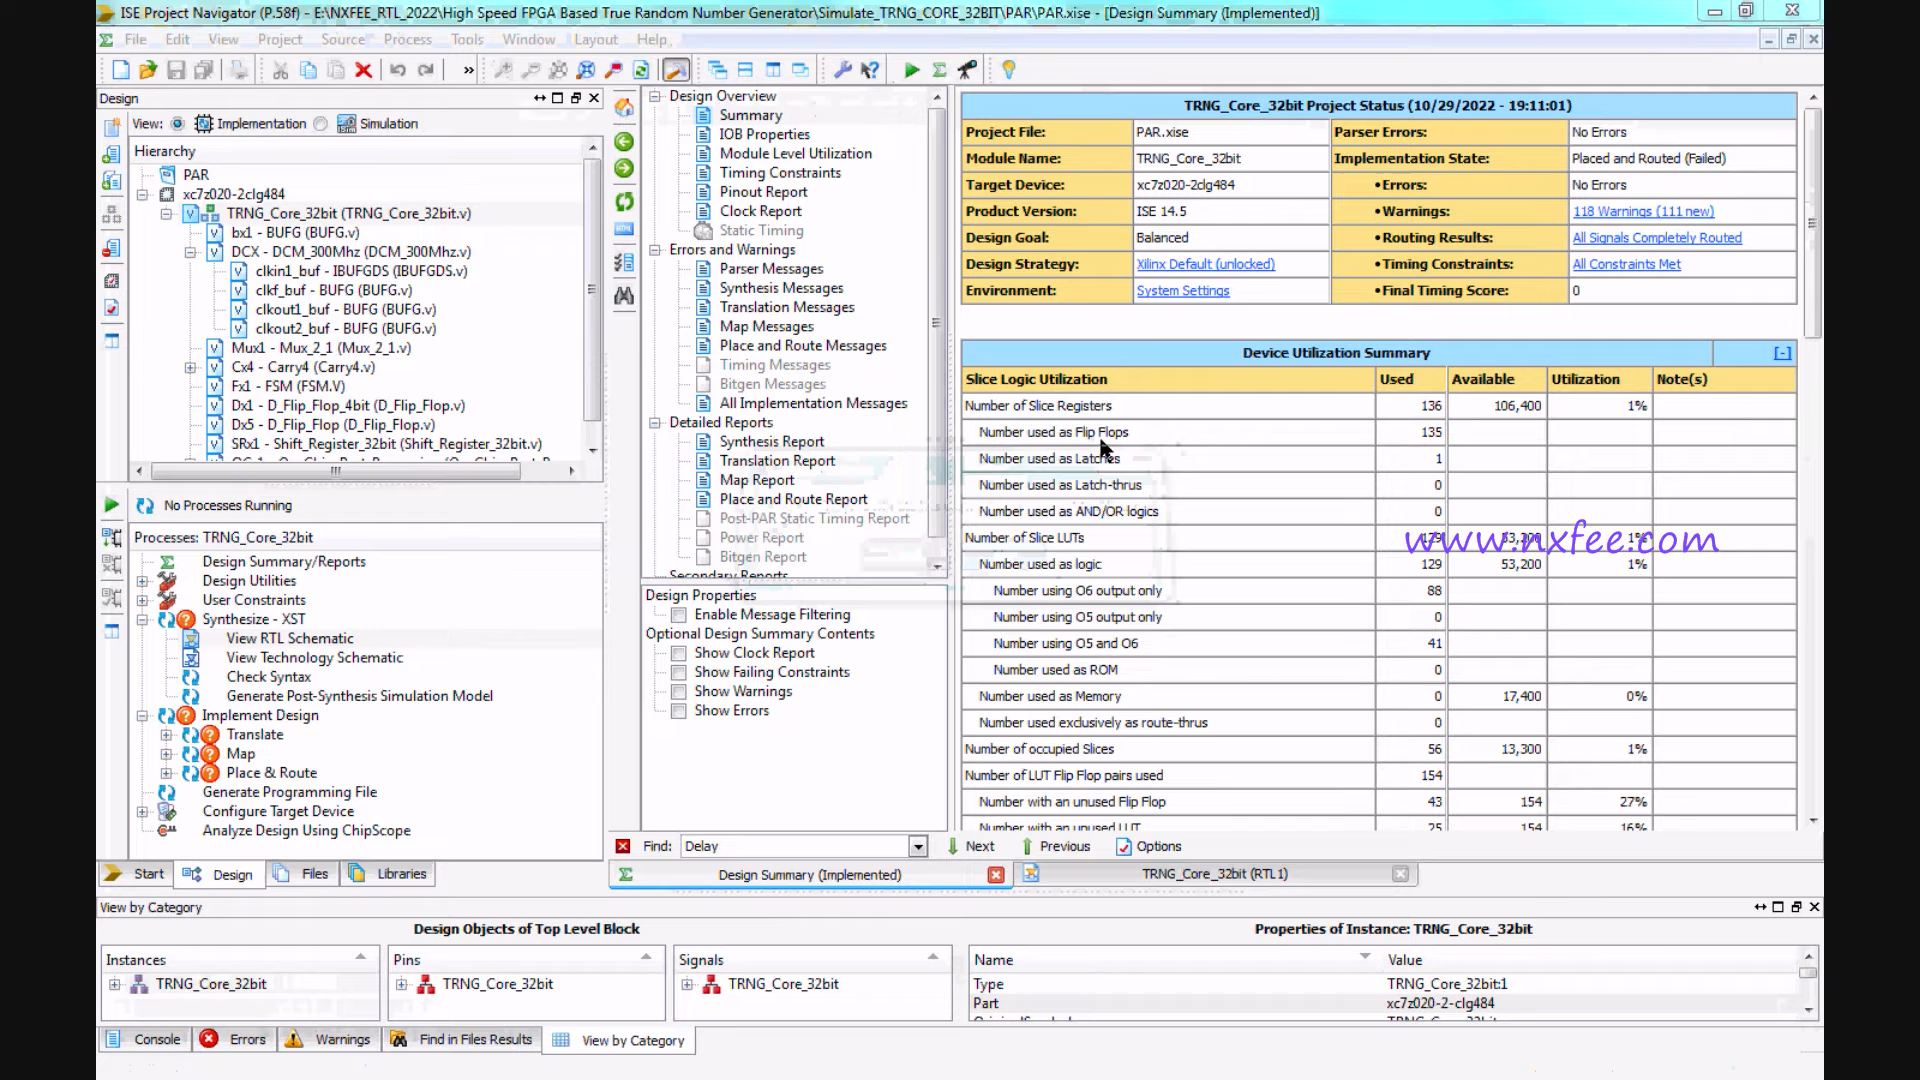 ISE Project Navigator (P.58f) - E:\NXFEE_RTL_2022\High Speed FPGA Based True Random Number Generator\Simulate_TRNG_CORE_32BIT\PAR\PAR.xise - [Design Summary (Implemented)]
File Edit View Project Source Process Tools Window Layout Help
Design
View: Implementation Simulation
Hierarchy
PAR
xc7z020-2clg484
TRNG_Core_32bit (TRNG_Core_32bit.v)
bx1 - BUFG (BUFG.v)
DCX - DCM_300Mhz (DCM_300Mhz.v)
clkin1_buf - IBUFGDS (IBUFGDS.v)
clkf_buf - BUFG (BUFG.v)
clkout1_buf - BUFG (BUFG.v)
clkout2_buf - BUFG (BUFG.v)
Mux1 - Mux_2_1 (Mux_2_1.v)
Cx4 - Carry4 (Carry4.v)
Fx1 - FSM (FSM.V)
Dx1 - D_Flip_Flop_4bit (D_Flip_Flop.v)
Dx5 - D_Flip_Flop (D_Flip_Flop.v)
SRx1 - Shift_Register_32bit (Shift_Register_32bit.v)
No Processes Running
Processes: TRNG_Core_32bit
Design Summary/Reports
Design Utilities
User Constraints
Synthesize - XST
View RTL Schematic
View Technology Schematic
Check Syntax
Generate Post-Synthesis Simulation Model
Implement Design
Translate
Map
Place & Route
Generate Programming File
Configure Target Device
Analyze Design Using ChipScope
Start Design Files Libraries
Design Overview
Summary
IOB Properties
Module Level Utilization
Timing Constraints
Pinout Report
Clock Report
Static Timing
Errors and Warnings
Parser Messages
Synthesis Messages
Translation Messages
Map Messages
Place and Route Messages
Timing Messages
Bitgen Messages
All Implementation Messages
Detailed Reports
Synthesis Report
Translation Report
Map Report
Place and Route Report
Post-PAR Static Timing Report
Power Report
Bitgen Report
Secondary Reports
Design Properties
Enable Message Filtering
Optional Design Summary Contents
Show Clock Report
Show Failing Constraints
Show Warnings
Show Errors
TRNG_Core_32bit Project Status (10/29/2022 - 19:11:01)
Project File: PAR.xise Parser Errors: No Errors
Module Name: TRNG_Core_32bit Implementation State: Placed and Routed (Failed)
Target Device: xc7z020-2clg484 •Errors: No Errors
Product Version: ISE 14.5 •Warnings: 118 Warnings (111 new)
Design Goal: Balanced •Routing Results: All Signals Completely Routed
Design Strategy: Xilinx Default (unlocked) •Timing Constraints: All Constraints Met
Environment: System Settings •Final Timing Score: 0
Device Utilization Summary [-]
Slice Logic Utilization Used Available Utilization Note(s)
Number of Slice Registers 136 106,400 1%
Number used as Flip Flops 135
Number used as Latches 1
Number used as Latch-thrus 0
Number used as AND/OR logics 0
Number of Slice LUTs 129 53,200 1%
www.nxfee.com
Number used as logic 129 53,200 1%
Number using O6 output only 88
Number using O5 output only 0
Number using O5 and O6 41
Number used as ROM 0
Number used as Memory 0 17,400 0%
Number used exclusively as route-thrus 0
Number of occupied Slices 56 13,300 1%
Number of LUT Flip Flop pairs used 154
Number with an unused Flip Flop 43 154 27%
Number with an unused LUT 25 154 16%
Find: Delay Next Previous Options
Design Summary (Implemented) TRNG_Core_32bit (RTL1)
View by Category
Design Objects of Top Level Block Properties of Instance: TRNG_Core_32bit
Instances Pins Signals Name Value
TRNG_Core_32bit TRNG_Core_32bit TRNG_Core_32bit Type TRNG_Core_32bit:1
Part xc7z020-2-clg484
Console Errors Warnings Find in Files Results View by Category